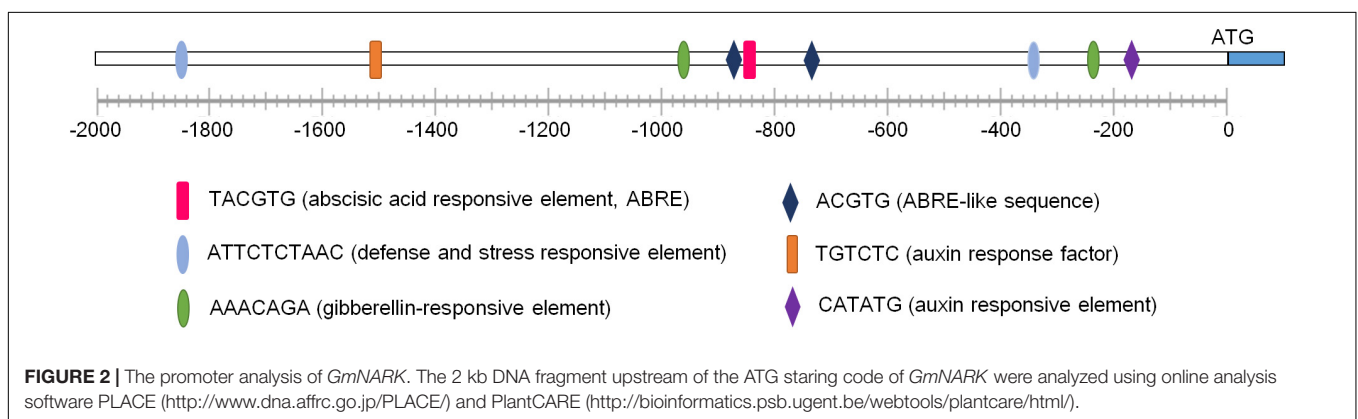 ATG
-2000 -1800 -1600 -1400 -1200 -1000 -800 -600 -400 -200 0
TACGTG (abscisic acid responsive element, ABRE)
ACGTG (ABRE-like sequence)
ATTCTCTAAC (defense and stress responsive element)
TGTCTC (auxin response factor)
AAACAGA (gibberellin-responsive element)
CATATG (auxin responsive element)
FIGURE 2 | The promoter analysis of GmNARK. The 2 kb DNA fragment upstream of the ATG staring code of GmNARK were analyzed using online analysis
software PLACE (http://www.dna.affrc.go.jp/PLACE/) and PlantCARE (http://bioinformatics.psb.ugent.be/webtools/plantcare/html/).